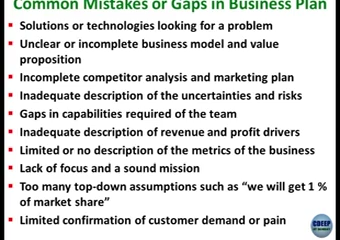 Common Mistakes or Gaps in Business Plan
Solutions or technologies looking for a problem
Unclear or incomplete business model and value
proposition
Incomplete competitor analysis and marketing plan
Inadequate description of the uncertainties and risks
Gaps in capabilities required of the team
Inadequate description of revenue and profit drivers
Limited or no description of the metrics of the business
Lack of focus and a sound mission
Too many top-down assumptions such as “we will get 1 %
of market share”
Limited confirmation of customer demand or pain
CDEEP